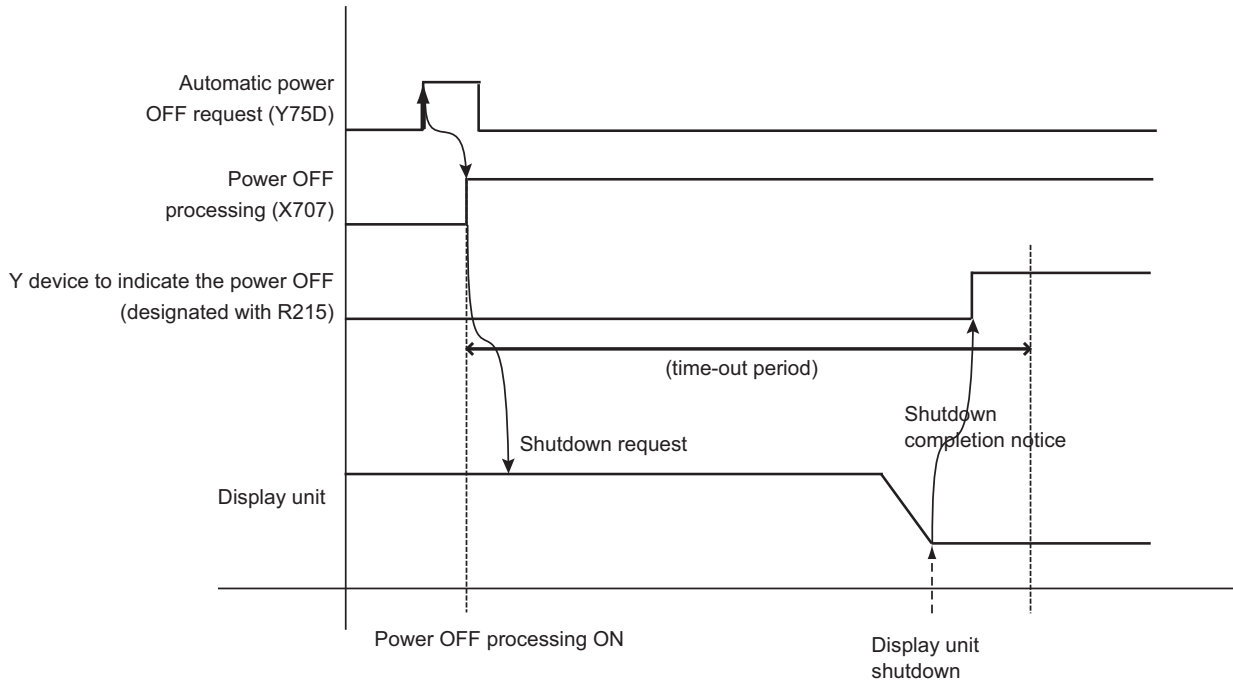 Automatic power
OFF request (Y75D)
Power OFF
processing (X707)
Y device to indicate the power OFF
(designated with R215)
(time-out period)
Shutdown
completion notice
Shutdown request
Display unit
Power OFF processing ON
Display unit
shutdown